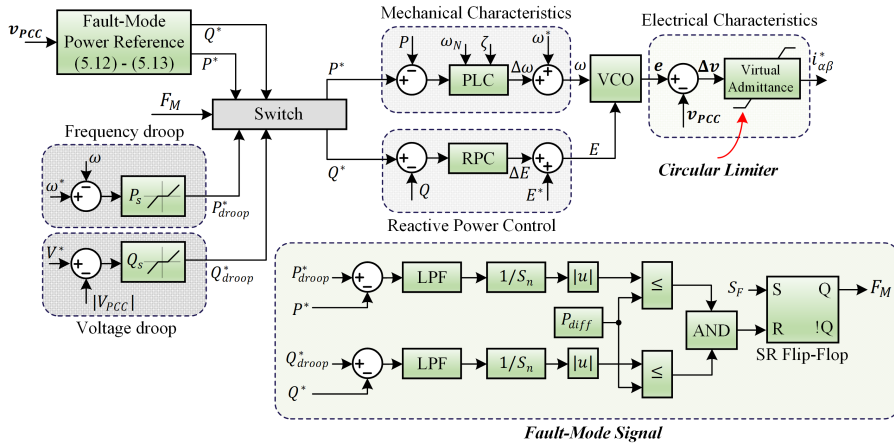 v_PCC
Fault-Mode
Power Reference
(5.12) - (5.13)
Q*
P*
F_M
Switch
Frequency droop
ω
ω*
P_s
P*_droop
V*
Q_s
|V_PCC|
Q*_droop
Voltage droop
P*
Q*
Mechanical Characteristics
P
ω_N
ζ
ω*
PLC
Δω
ω
RPC
Q
ΔE
E*
E
Reactive Power Control
VCO
Electrical Characteristics
e
Δv
v_PCC
Virtual
Admittance
i*_αβ
Circular Limiter
P*_droop
P*
LPF
1/S_n
|u|
≤
P_diff
Q*_droop
Q*
LPF
1/S_n
|u|
≤
AND
S_F
S
Q
R
!Q
F_M
SR Flip-Flop
Fault-Mode Signal